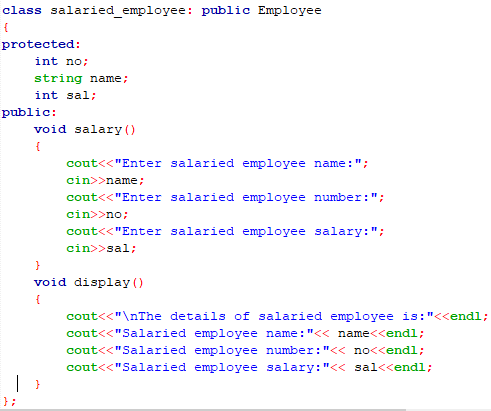 class salaried_employee: public Employee
{
protected:
    int no;
    string name;
    int sal;
public:
    void salary()
    {
        cout<<"Enter salaried employee name:";
        cin>>name;
        cout<<"Enter salaried employee number:";
        cin>>no;
        cout<<"Enter salaried employee salary:";
        cin>>sal;
    }
    void display()
    {
        cout<<"\nThe details of salaried employee is:"<<endl;
        cout<<"Salaried employee name:"<< name<<endl;
        cout<<"Salaried employee number:"<< no<<endl;
        cout<<"Salaried employee salary:"<< sal<<endl;
    }
};